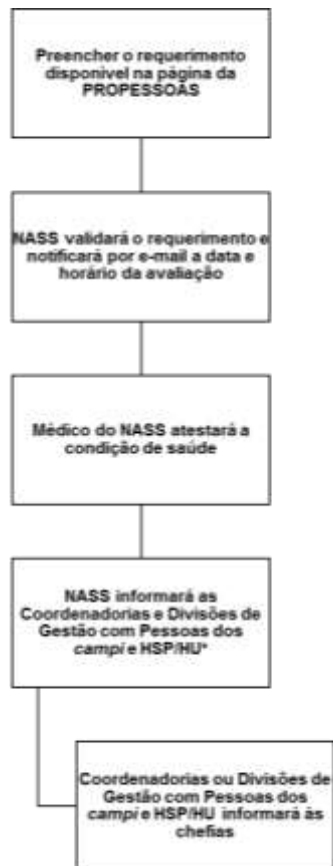 Preencher o requerimento
disponível na página da
PROPESSOAS
NASS validará o requerimento e
notificará por e-mail a data e
horário da avaliação
Médico do NASS atestará a
condição de saúde
NASS informará as
Coordenadorias e Divisões de
Gestão com Pessoas dos
campi e HSP/HU*
Coordenadorias ou Divisões de
Gestão com Pessoas dos
campi e HSP/HU informará às
chefias